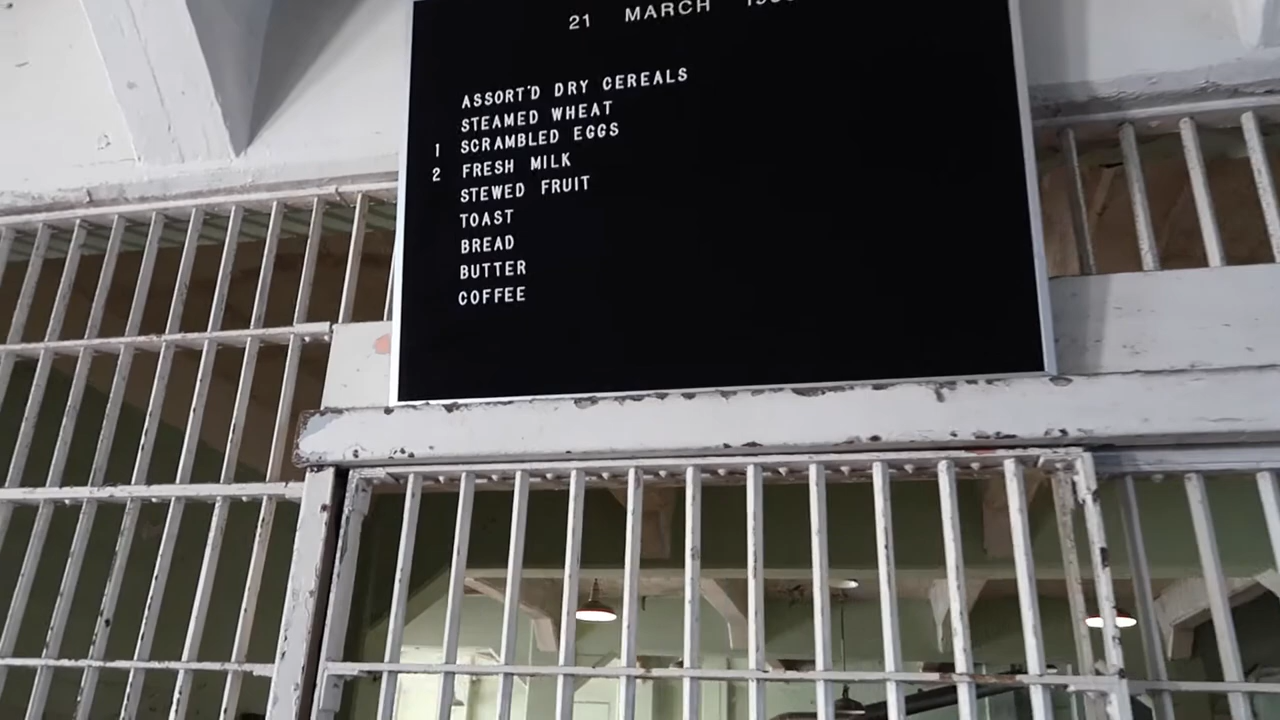 21 MARCH
ASSORT'D DRY CEREALS
STEAMED WHEAT
1 SCRAMBLED EGGS
2 FRESH MILK
STEWED FRUIT
TOAST
BREAD
BUTTER
COFFEE